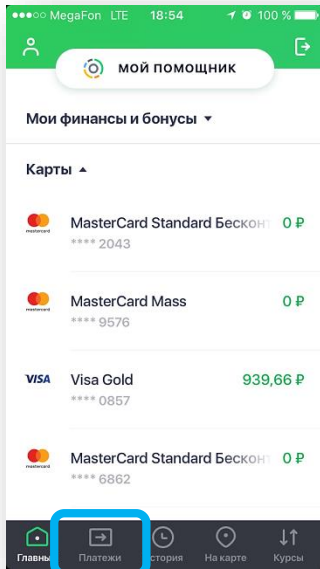 MegaFon LTE 18:54 100 %
МОЙ ПОМОЩНИК
Мои финансы и бонусы
Карты
mastercard MasterCard Standard Бесконт 0 ₽
**** 2043
mastercard MasterCard Mass 0 ₽
**** 9576
VISA Visa Gold 939,66 ₽
**** 0857
mastercard MasterCard Standard Бесконт 0 ₽
**** 6862
Главны Платежи стория На карте Курсы